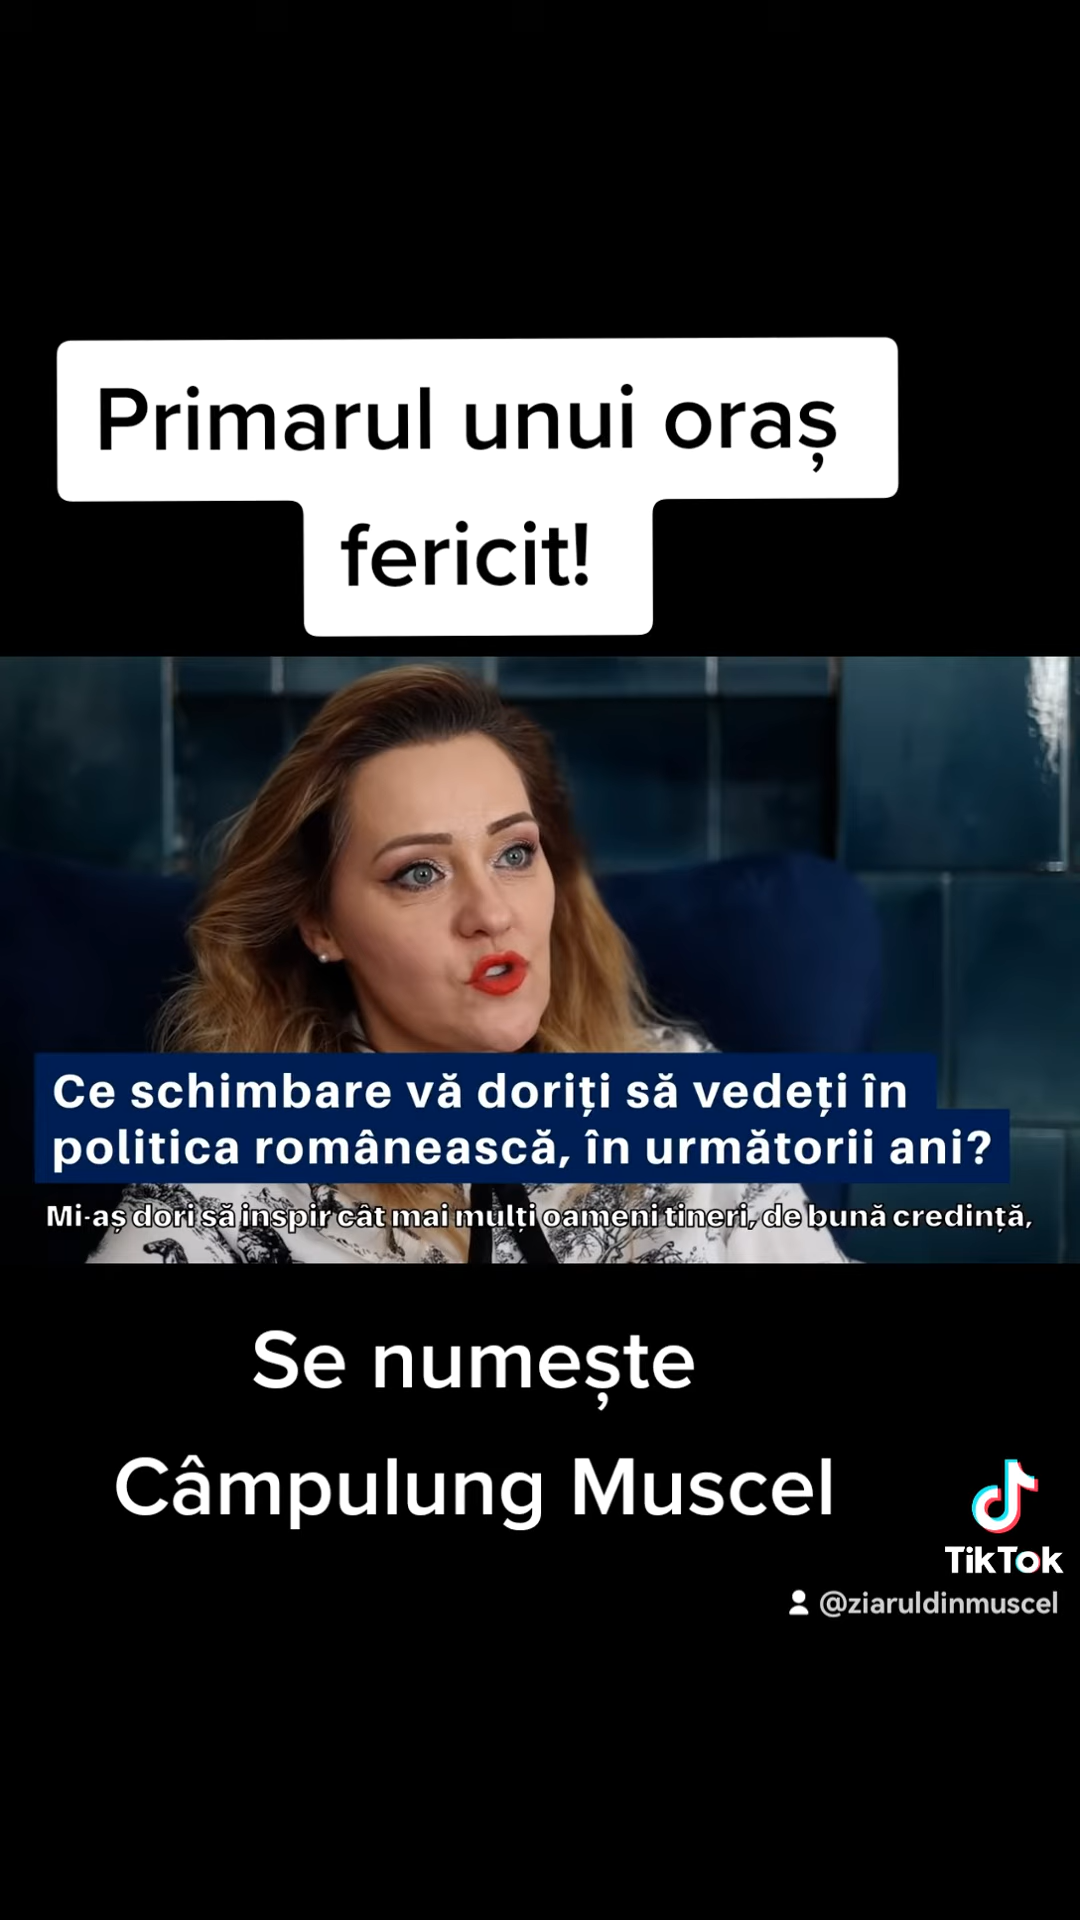 Primarul unui oraș
fericit!
Ce schimbare vă doriți să vedeți în
politica românească, în următorii ani?
Mi-aș dori să inspir cât mai mulți oameni tineri, de bună credință,
Se numește
Câmpulung Muscel
TikTok
@ziaruldinmuscel